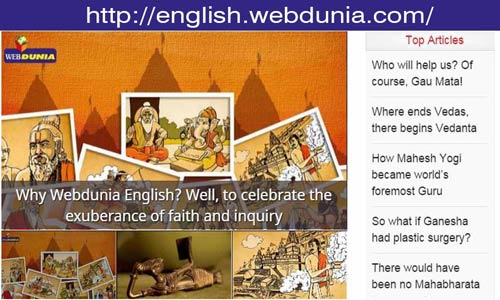 http://english.webdunia.com/
WEBDUNIA
Why Webdunia English? Well, to celebrate the
exuberance of faith and inquiry
Top Articles
Who will help us? Of
course, Gau Mata!
Where ends Vedas,
there begins Vedanta
How Mahesh Yogi
became world's
foremost Guru
So what if Ganesha
had plastic surgery?
There would have
been no Mahabharata